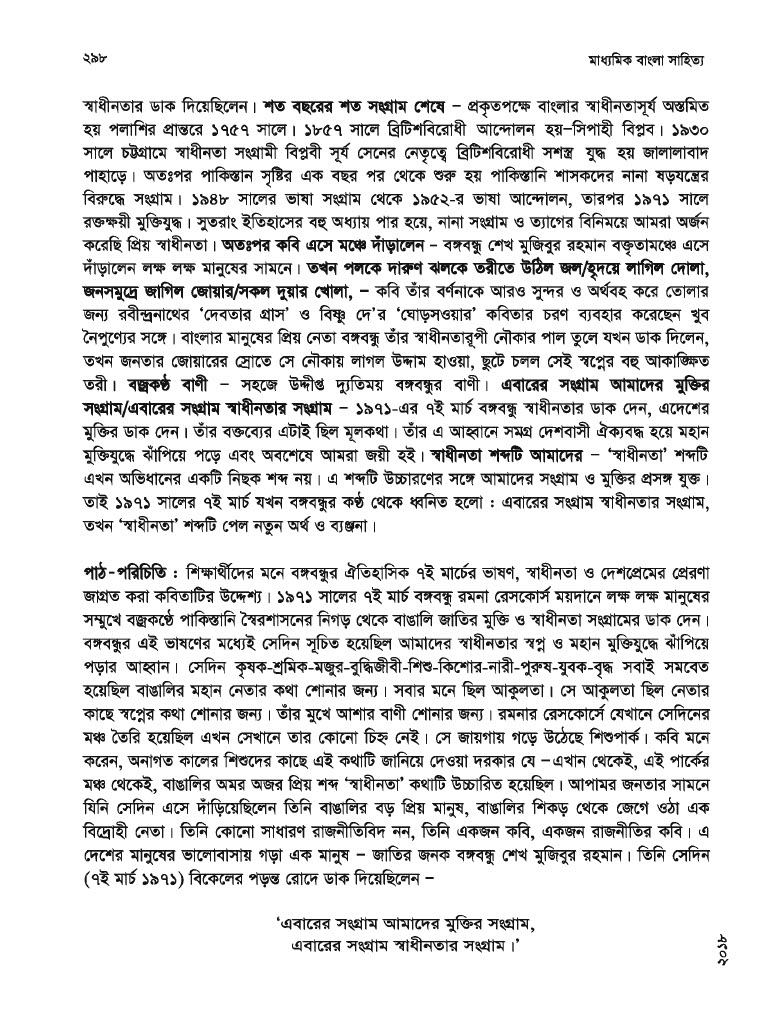 ২৯৮
মাধ্যমিক বাংলা সাহিত্য
স্বাধীনতার ডাক দিয়েছিলেন। শত বছরের শত সংগ্রাম শেষে – প্রকৃতপক্ষে বাংলার স্বাধীনতাসূর্য অস্তমিত
হয় পলাশির প্রান্তরে ১৭৫৭ সালে। ১৮৫৭ সালে ব্রিটিশবিরোধী আন্দোলন হয়–সিপাহী বিপ্লব। ১৯৩০
সালে চট্টগ্রামে স্বাধীনতা সংগ্রামী বিপ্লবী সূর্য সেনের নেতৃত্বে ব্রিটিশবিরোধী সশস্ত্র যুদ্ধ হয় জালালাবাদ
পাহাড়ে। অতঃপর পাকিস্তান সৃষ্টির এক বছর পর থেকে শুরু হয় পাকিস্তানি শাসকদের নানা ষড়যন্ত্রের
বিরুদ্ধে সংগ্রাম। ১৯৪৮ সালের ভাষা সংগ্রাম থেকে ১৯৫২-র ভাষা আন্দোলন, তারপর ১৯৭১ সালে
রক্তক্ষয়ী মুক্তিযুদ্ধ। সুতরাং ইতিহাসের বহু অধ্যায় পার হয়ে, নানা সংগ্রাম ও ত্যাগের বিনিময়ে আমরা অর্জন
করেছি প্রিয় স্বাধীনতা। অতঃপর কবি এসে মঞ্চে দাঁড়ালেন – বঙ্গবন্ধু শেখ মুজিবুর রহমান বক্তৃতামঞ্চে এসে
দাঁড়ালেন লক্ষ লক্ষ মানুষের সামনে। তখন পলকে দারুণ ঝলকে তরীতে উঠিল জল/হৃদয়ে লাগিল দোলা,
জনসমুদ্রে জাগিল জোয়ার/সকল দুয়ার খোলা, – কবি তাঁর বর্ণনাকে আরও সুন্দর ও অর্থবহ করে তোলার
জন্য রবীন্দ্রনাথের ‘দেবতার গ্রাস’ ও বিষ্ণু দে’র ‘ঘোড়সওয়ার’ কবিতার চরণ ব্যবহার করেছেন খুব
নৈপুণ্যের সঙ্গে। বাংলার মানুষের প্রিয় নেতা বঙ্গবন্ধু তাঁর স্বাধীনতারূপী নৌকার পাল তুলে যখন ডাক দিলেন,
তখন জনতার জোয়ারের স্রোতে সে নৌকায় লাগল উদ্দাম হাওয়া, ছুটে চলল সেই স্বপ্নের বহু আকাঙ্ক্ষিত
তরী। বজ্রকণ্ঠ বাণী – সহজে উদ্দীপ্ত দ্যুতিময় বঙ্গবন্ধুর বাণী। এবারের সংগ্রাম আমাদের মুক্তির
সংগ্রাম/এবারের সংগ্রাম স্বাধীনতার সংগ্রাম – ১৯৭১-এর ৭ই মার্চ বঙ্গবন্ধু স্বাধীনতার ডাক দেন, এদেশের
মুক্তির ডাক দেন। তাঁর বক্তব্যের এটাই ছিল মূলকথা। তাঁর এ আহ্বানে সমগ্র দেশবাসী ঐক্যবদ্ধ হয়ে মহান
মুক্তিযুদ্ধে ঝাঁপিয়ে পড়ে এবং অবশেষে আমরা জয়ী হই। স্বাধীনতা শব্দটি আমাদের – ‘স্বাধীনতা’ শব্দটি
এখন অভিধানের একটি নিছক শব্দ নয়। এ শব্দটি উচ্চারণের সঙ্গে আমাদের সংগ্রাম ও মুক্তির প্রসঙ্গ যুক্ত।
তাই ১৯৭১ সালের ৭ই মার্চ যখন বঙ্গবন্ধুর কণ্ঠ থেকে ধ্বনিত হলো : এবারের সংগ্রাম স্বাধীনতার সংগ্রাম,
তখন ‘স্বাধীনতা’ শব্দটি পেল নতুন অর্থ ও ব্যঞ্জনা।
পাঠ-পরিচিতি : শিক্ষার্থীদের মনে বঙ্গবন্ধুর ঐতিহাসিক ৭ই মার্চের ভাষণ, স্বাধীনতা ও দেশপ্রেমের প্রেরণা
জাগ্রত করা কবিতাটির উদ্দেশ্য। ১৯৭১ সালের ৭ই মার্চ বঙ্গবন্ধু রমনা রেসকোর্স ময়দানে লক্ষ লক্ষ মানুষের
সম্মুখে বজ্রকণ্ঠে পাকিস্তানি স্বৈরশাসনের নিগড় থেকে বাঙালি জাতির মুক্তি ও স্বাধীনতা সংগ্রামের ডাক দেন।
বঙ্গবন্ধুর এই ভাষণের মধ্যেই সেদিন সূচিত হয়েছিল আমাদের স্বাধীনতার স্বপ্ন ও মহান মুক্তিযুদ্ধে ঝাঁপিয়ে
পড়ার আহ্বান। সেদিন কৃষক-শ্রমিক-মজুর-বুদ্ধিজীবী-শিশু-কিশোর-নারী-পুরুষ-যুবক-বৃদ্ধ সবাই সমবেত
হয়েছিল বাঙালির মহান নেতার কথা শোনার জন্য। সবার মনে ছিল আকুলতা। সে আকুলতা ছিল নেতার
কাছে স্বপ্নের কথা শোনার জন্য। তাঁর মুখে আশার বাণী শোনার জন্য। রমনার রেসকোর্সে যেখানে সেদিনের
মঞ্চ তৈরি হয়েছিল এখন সেখানে তার কোনো চিহ্ন নেই। সে জায়গায় গড়ে উঠেছে শিশুপার্ক। কবি মনে
করেন, অনাগত কালের শিশুদের কাছে এই কথাটি জানিয়ে দেওয়া দরকার যে –এখান থেকেই, এই পার্কের
মঞ্চ থেকেই, বাঙালির অমর অজর প্রিয় শব্দ ‘স্বাধীনতা’ কথাটি উচ্চারিত হয়েছিল। আপামর জনতার সামনে
যিনি সেদিন এসে দাঁড়িয়েছিলেন তিনি বাঙালির বড় প্রিয় মানুষ, বাঙালির শিকড় থেকে জেগে ওঠা এক
বিদ্রোহী নেতা। তিনি কোনো সাধারণ রাজনীতিবিদ নন, তিনি একজন কবি, একজন রাজনীতির কবি। এ
দেশের মানুষের ভালোবাসায় গড়া এক মানুষ – জাতির জনক বঙ্গবন্ধু শেখ মুজিবুর রহমান। তিনি সেদিন
(৭ই মার্চ ১৯৭১) বিকেলের পড়ন্ত রোদে ডাক দিয়েছিলেন –
‘এবারের সংগ্রাম আমাদের মুক্তির সংগ্রাম,
এবারের সংগ্রাম স্বাধীনতার সংগ্রাম।’
২০১৮